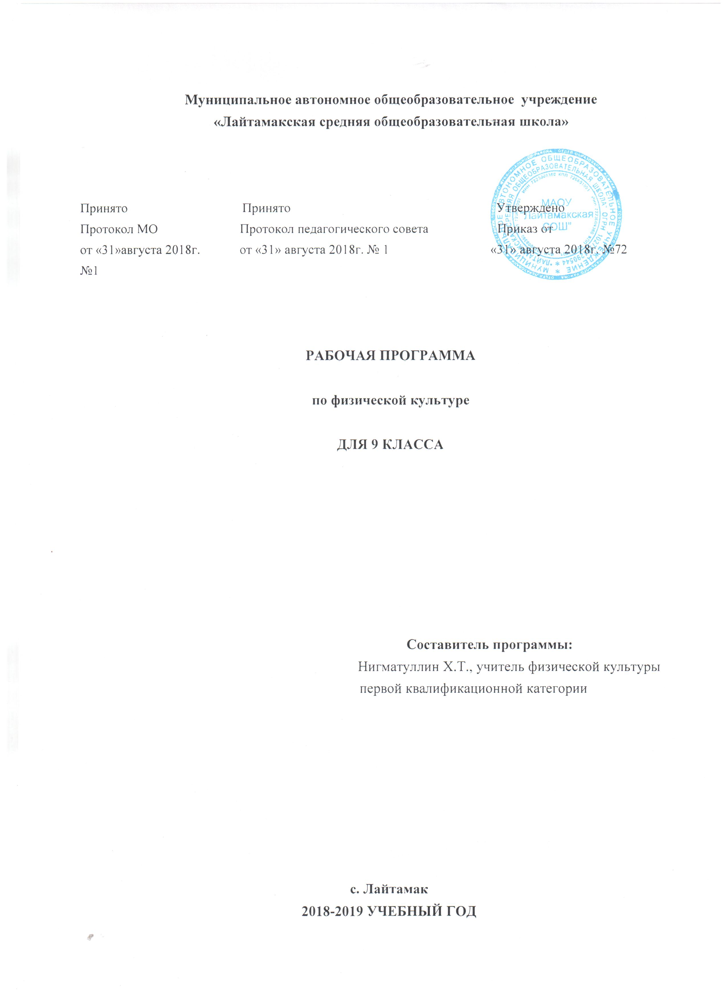 Муниципальное автономное общеобразовательное учреждение
«Лайтамакская средняя общеобразовательная школа»
Принято Принято Утверждено
Протокол МО Протокол педагогического совета Приказ от
от «31»августа 2018г. от «31» августа 2018г. № 1 «31» августа 2018г. №72
№1
МАОУ
"Лайтамакская
СОШ"
РАБОЧАЯ ПРОГРАММА
по физической культуре
ДЛЯ 9 КЛАССА
Составитель программы:
Нигматуллин Х.Т., учитель физической культуры
первой квалификационной категории
с. Лайтамак
2018-2019 УЧЕБНЫЙ ГОД